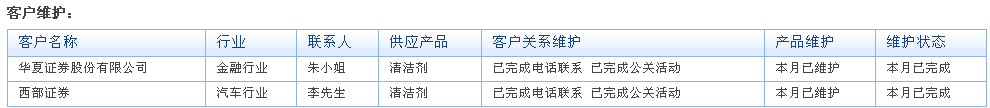 客户维护：
客户名称 行业 联系人 供应产品 客户关系维护 产品维护 维护状态
华夏证券股份有限公司 金融行业 朱小姐 清洁剂 已完成电话联系 已完成公关活动 本月已维护 本月已完成
西部证券 汽车行业 李先生 清洁剂 已完成电话联系 已完成公关活动 本月已维护 本月已完成